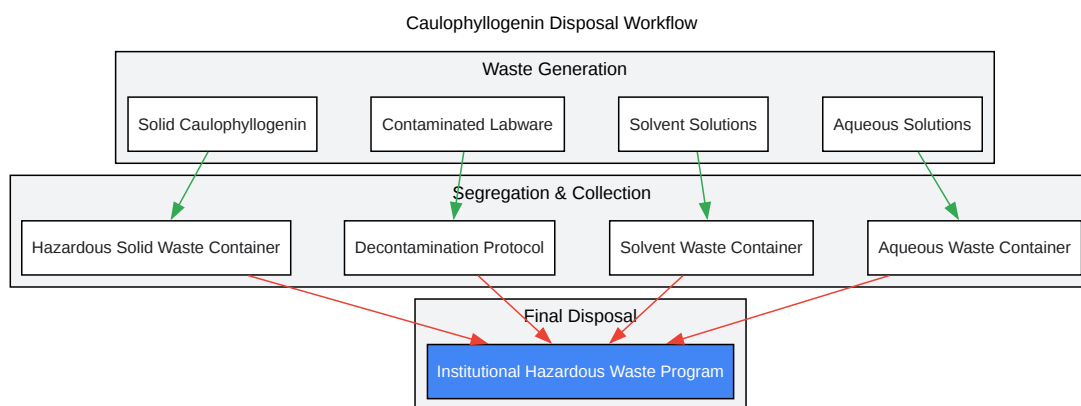 Caulophyllogenin Disposal Workflow
Waste Generation
Solid Caulophyllogenin
Contaminated Labware
Solvent Solutions
Aqueous Solutions
Segregation & Collection
Hazardous Solid Waste Container
Decontamination Protocol
Solvent Waste Container
Aqueous Waste Container
Final Disposal
Institutional Hazardous Waste Program